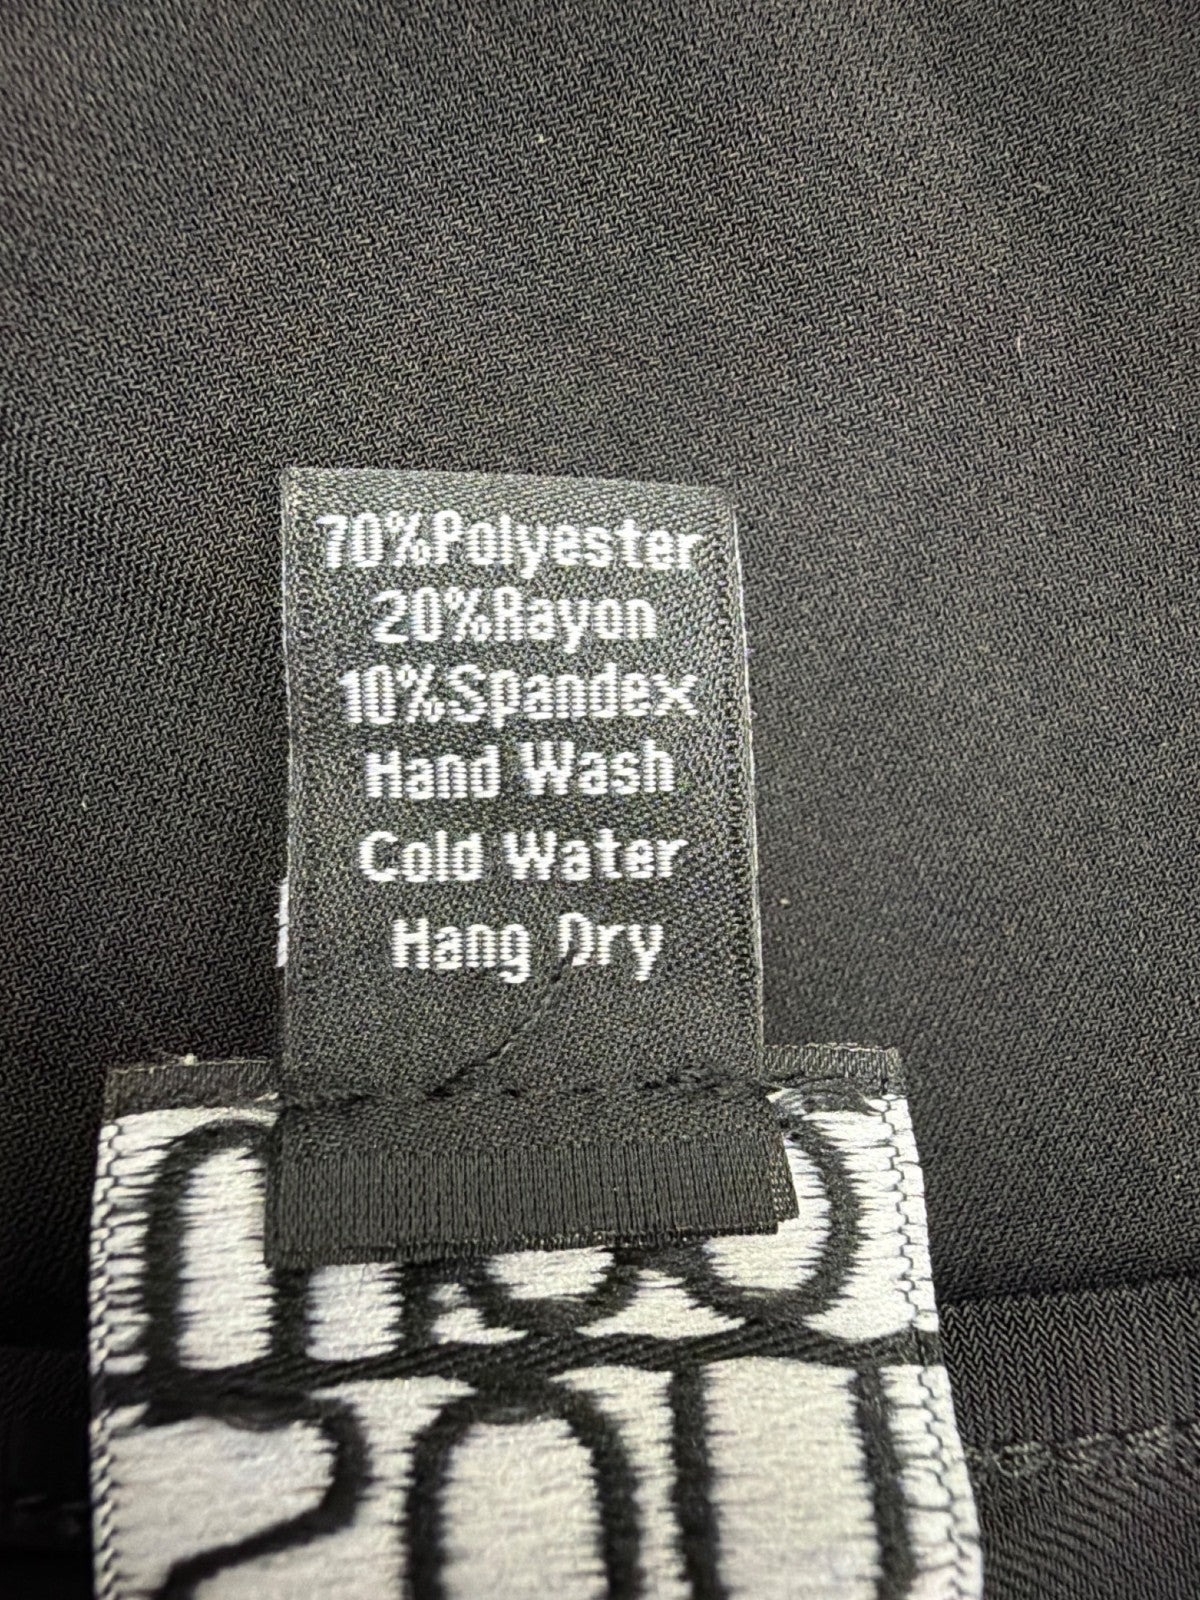 70%Polyester
20%Rayon
10%Spandex
Hand Wash
Cold Water
Hang Dry